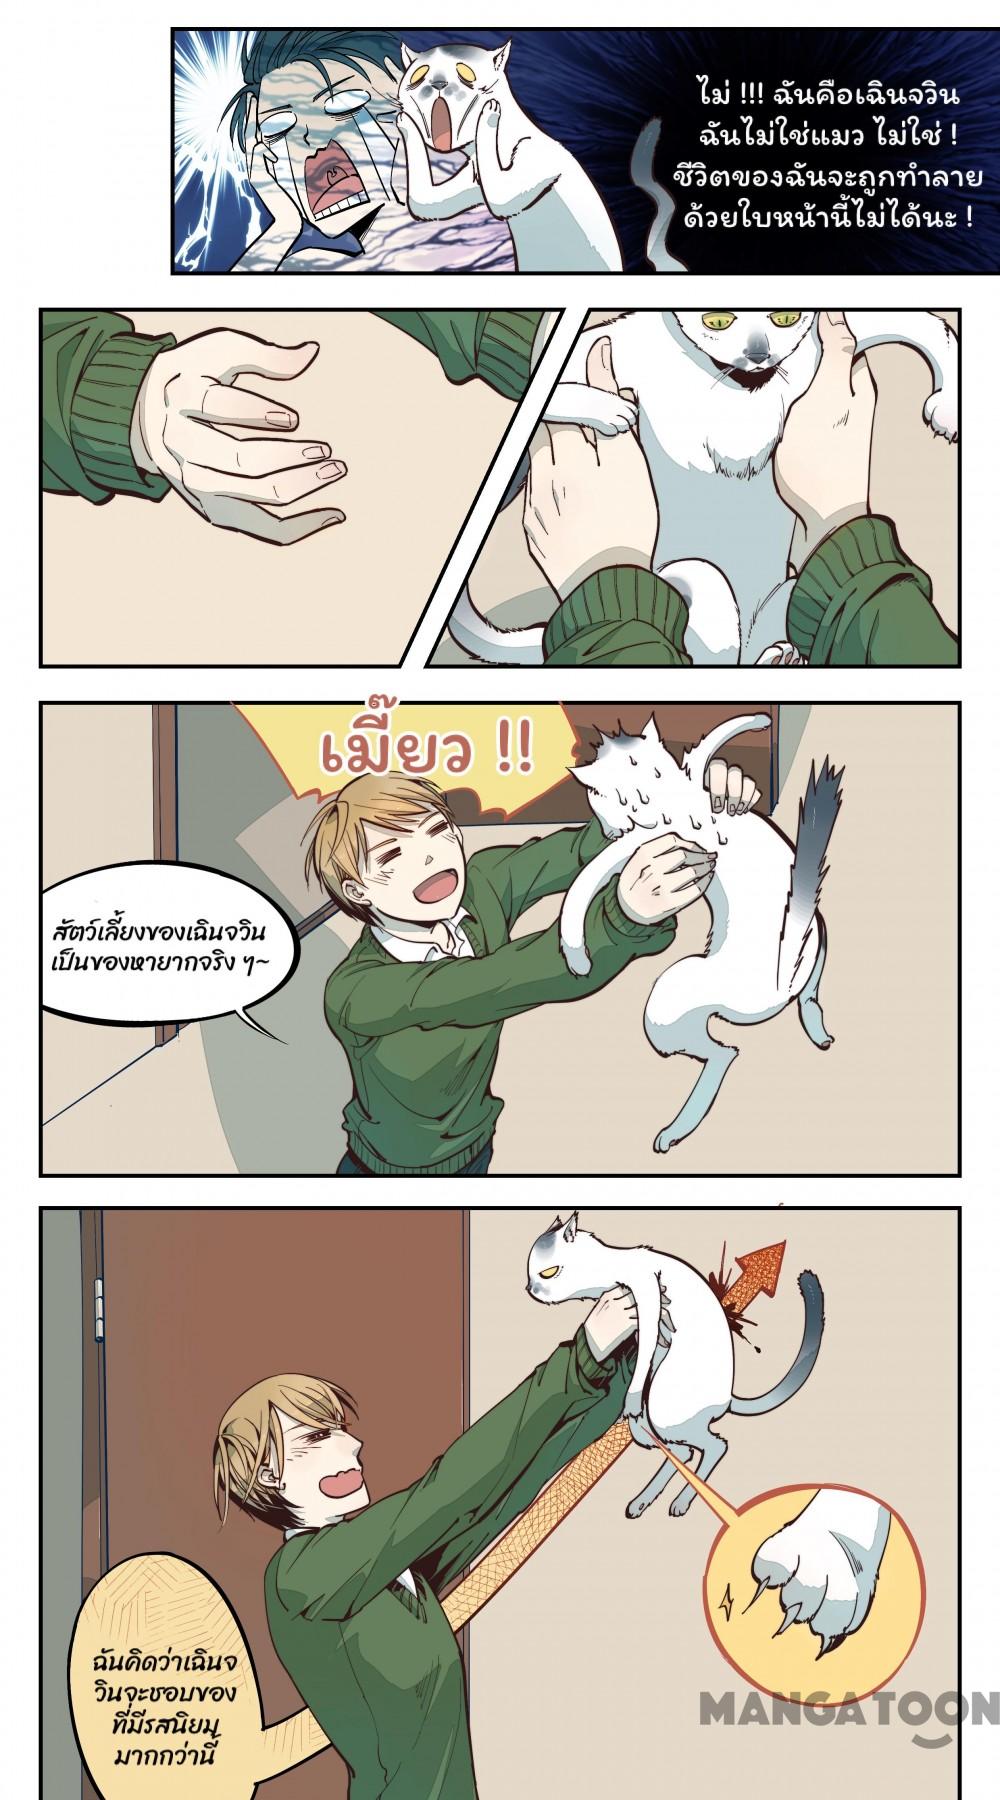 ไม่ !!! ฉันคือเฉินจวิน
ฉันไม่ใช่แมว ไม่ใช่ !
ชีวิตของฉันจะถูกทำลาย
ด้วยใบหน้านี้ไม่ได้นะ !
เมี๊ยว !!
สัตว์เลี้ยงของเฉินจวิน
เป็นของหายากจริง ๆ~
ฉันคิดว่าเฉินจ
วินจะชอบของ
ที่มีรสนิยม
มากกว่านี้
MANGATOON